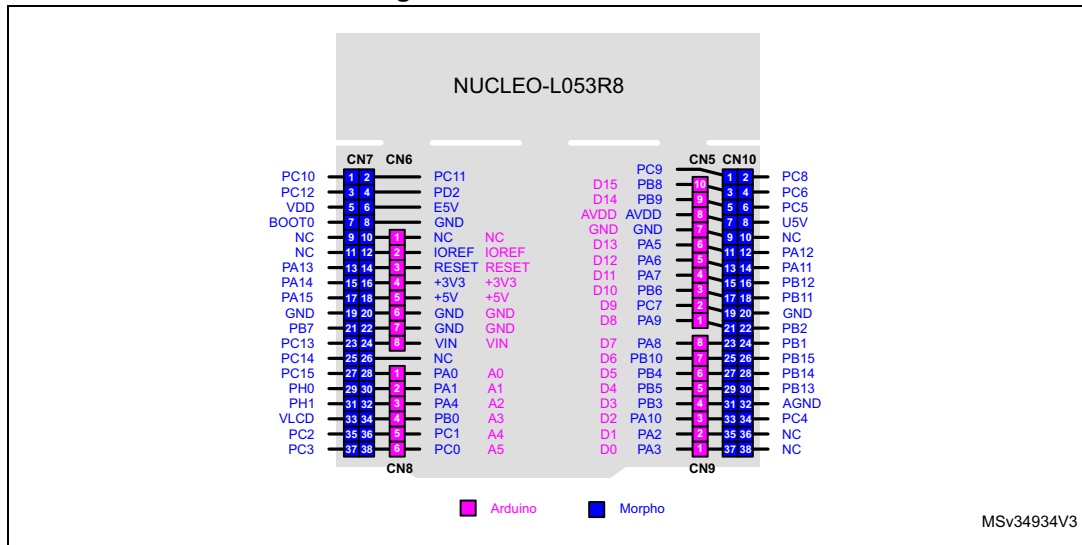 NUCLEO-L053R8
CN7 CN6 CN5 CN10
PC9
PC10 1 2 PC11 1 2 PC8
D15 PB8 10
PC12 3 4 PD2 3 4 PC6
D14 PB9 9
VDD 5 6 E5V 5 6 PC5
AVDD AVDD 8
BOOT0 7 8 GND 7 8 U5V
GND GND 7
NC 9 10 1 NC NC 9 10 NC
D13 PA5 6
NC 11 12 2 IOREF IOREF 11 12 PA12
D12 PA6 5
PA13 13 14 3 RESET RESET 13 14 PA11
D11 PA7 4
PA14 15 16 4 +3V3 +3V3 15 16 PB12
D10 PB6 3
PA15 17 18 5 +5V +5V 17 18 PB11
D9 PC7 2
GND 19 20 6 GND GND 19 20 GND
D8 PA9 1
PB7 21 22 7 GND GND 21 22 PB2
PC13 23 24 8 VIN VIN D7 PA8 8 23 24 PB1
PC14 25 26 NC D6 PB10 7 25 26 PB15
PC15 27 28 1 PA0 A0 D5 PB4 6 27 28 PB14
PH0 29 30 2 PA1 A1 D4 PB5 5 29 30 PB13
PH1 31 32 3 PA4 A2 D3 PB3 4 31 32 AGND
VLCD 33 34 4 PB0 A3 D2 PA10 3 33 34 PC4
PC2 35 36 5 PC1 A4 D1 PA2 2 35 36 NC
PC3 37 38 6 PC0 A5 D0 PA3 1 37 38 NC
CN8 CN9
Arduino Morpho
MSv34934V3